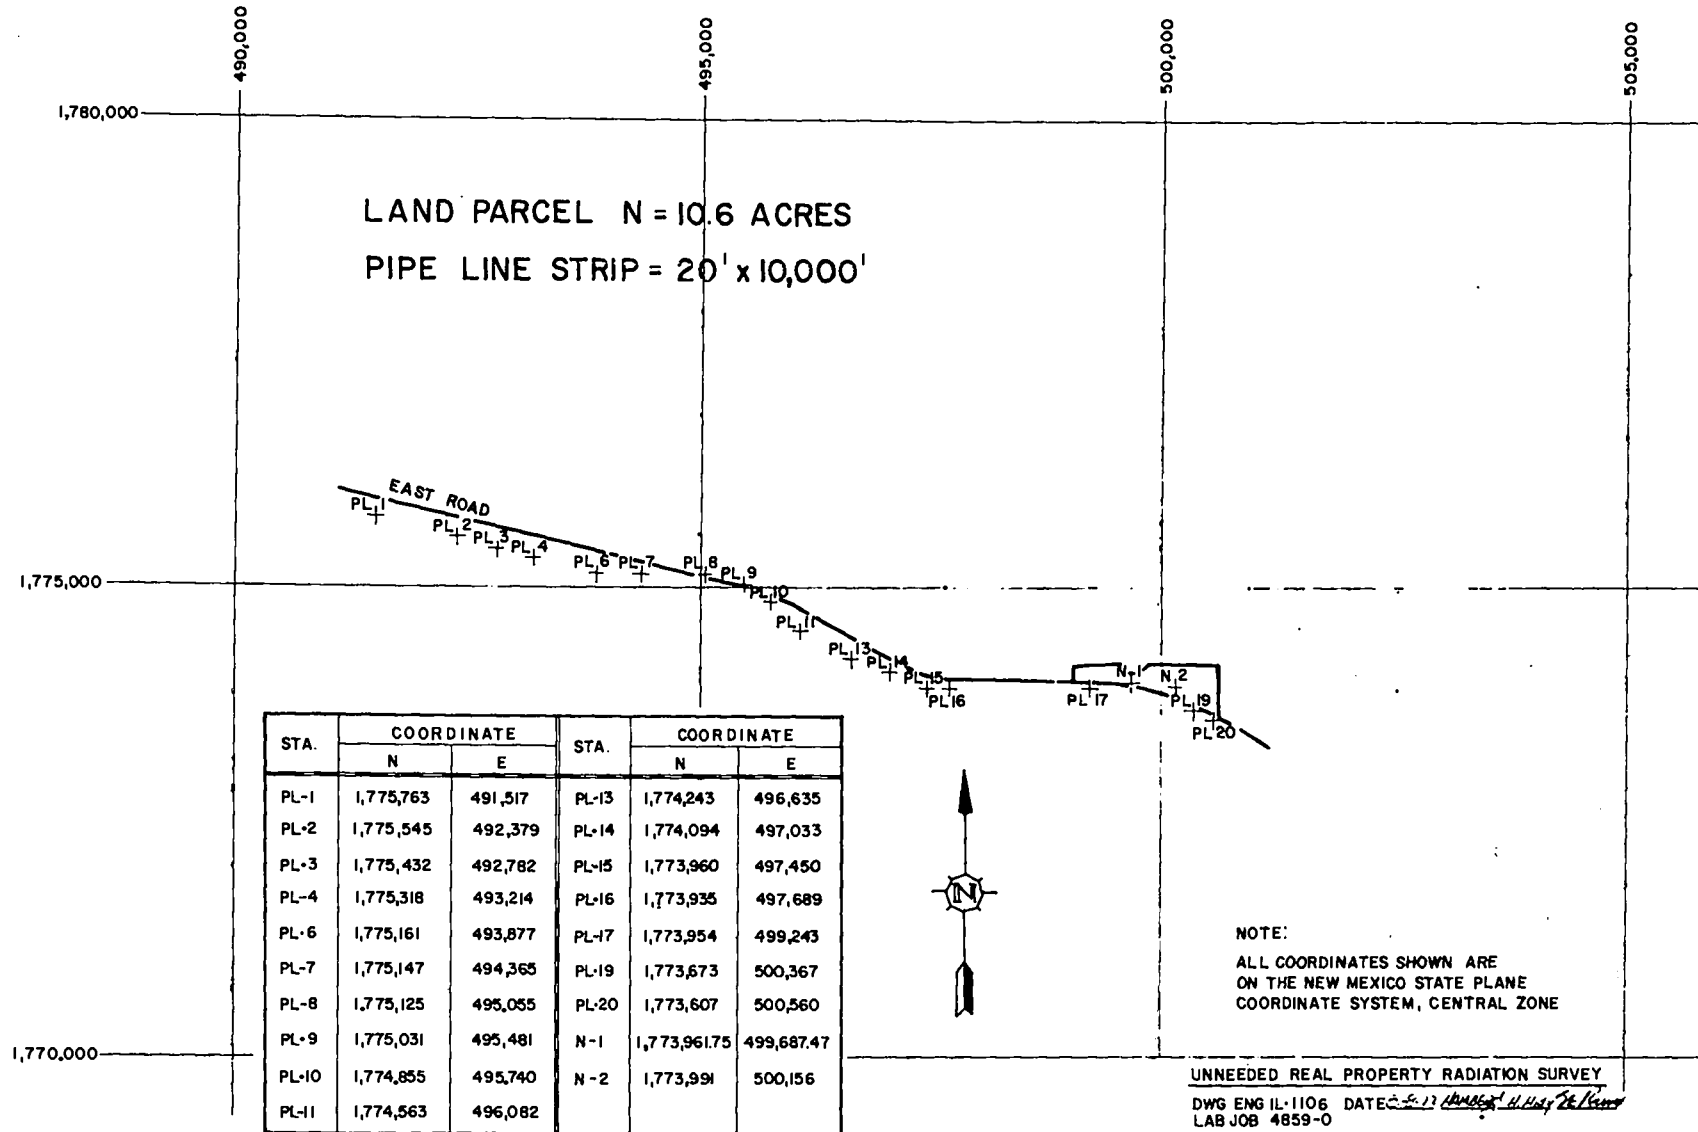 490,000
495,000
500,000
505,000
1,780,000
LAND PARCEL N = 10.6 ACRES
PIPE LINE STRIP = 20' x 10,000'
EAST ROAD
PL 1
PL 2
PL 3
PL 4
PL 6
PL-7
PL 8
PL 9
PL 10
PL 11
PL 13
PL 14
PL 15
PL 16
PL 17
N-1
N 2
PL 19
PL 20
1,775,000
STA. COORDINATE STA. COORDINATE
N E N E
PL-1 1,775,763 491,517 PL-13 1,774,243 496,635
PL-2 1,775,545 492,379 PL-14 1,774,094 497,033
PL-3 1,775,432 492,782 PL-15 1,773,960 497,450
PL-4 1,775,318 493,214 PL-16 1,773,935 497,689
PL-6 1,775,161 493,877 PL-17 1,773,954 499,243
PL-7 1,775,147 494,365 PL-19 1,773,673 500,367
PL-8 1,775,125 495,055 PL-20 1,773,607 500,560
PL-9 1,775,031 495,481 N-1 1,773,961.75 499,687.47
PL-10 1,774,855 495,740 N-2 1,773,991 500,156
PL-11 1,774,563 496,082
N
1,770,000
NOTE:
ALL COORDINATES SHOWN ARE
ON THE NEW MEXICO STATE PLANE
COORDINATE SYSTEM, CENTRAL ZONE
UNNEEDED REAL PROPERTY RADIATION SURVEY
DWG ENG IL-1106 DATE
LAB JOB 4859-0